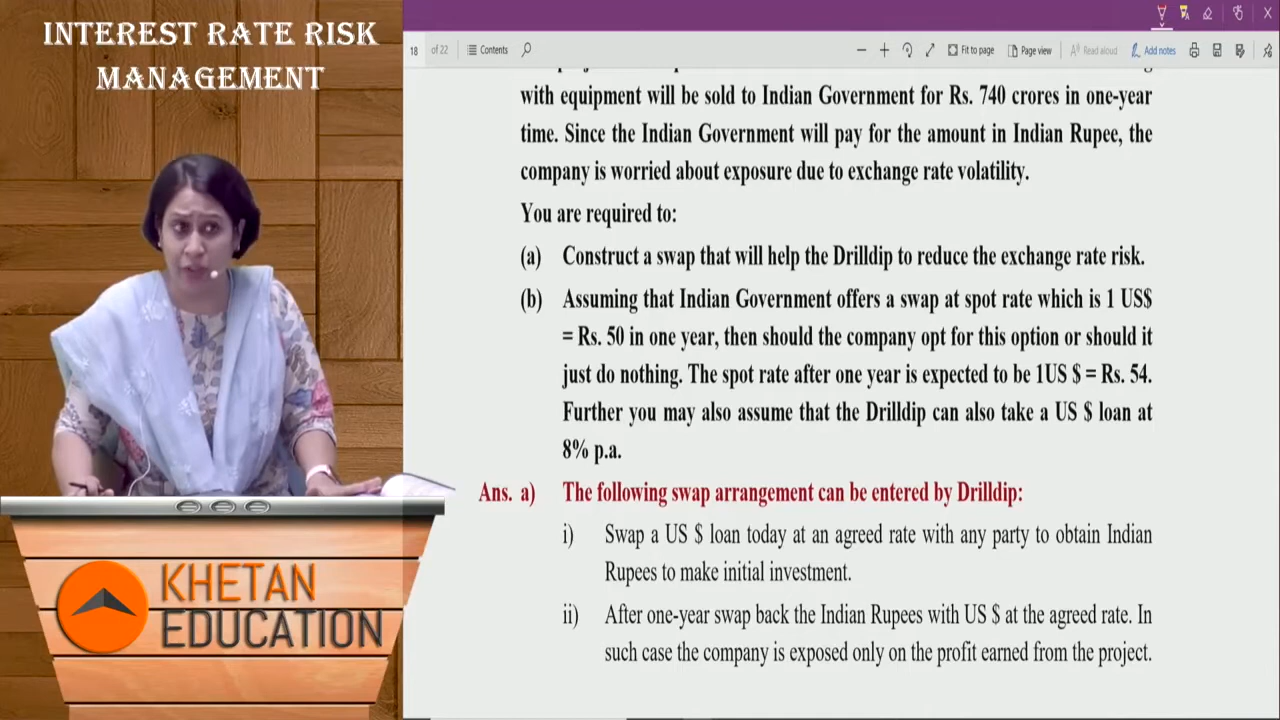 INTEREST RATE RISK
MANAGEMENT
18 of 22 Contents Fit to page Page view Read aloud Add notes
with equipment will be sold to Indian Government for Rs. 740 crores in one-year
time. Since the Indian Government will pay for the amount in Indian Rupee, the
company is worried about exposure due to exchange rate volatility.
You are required to:
(a) Construct a swap that will help the Drilldip to reduce the exchange rate risk.
(b) Assuming that Indian Government offers a swap at spot rate which is 1 US$
= Rs. 50 in one year, then should the company opt for this option or should it
just do nothing. The spot rate after one year is expected to be 1US $ = Rs. 54.
Further you may also assume that the Drilldip can also take a US $ loan at
8% p.a.
Ans. a) The following swap arrangement can be entered by Drilldip:
i) Swap a US $ loan today at an agreed rate with any party to obtain Indian
Rupees to make initial investment.
ii) After one-year swap back the Indian Rupees with US $ at the agreed rate. In
such case the company is exposed only on the profit earned from the project.
KHETAN
EDUCATION